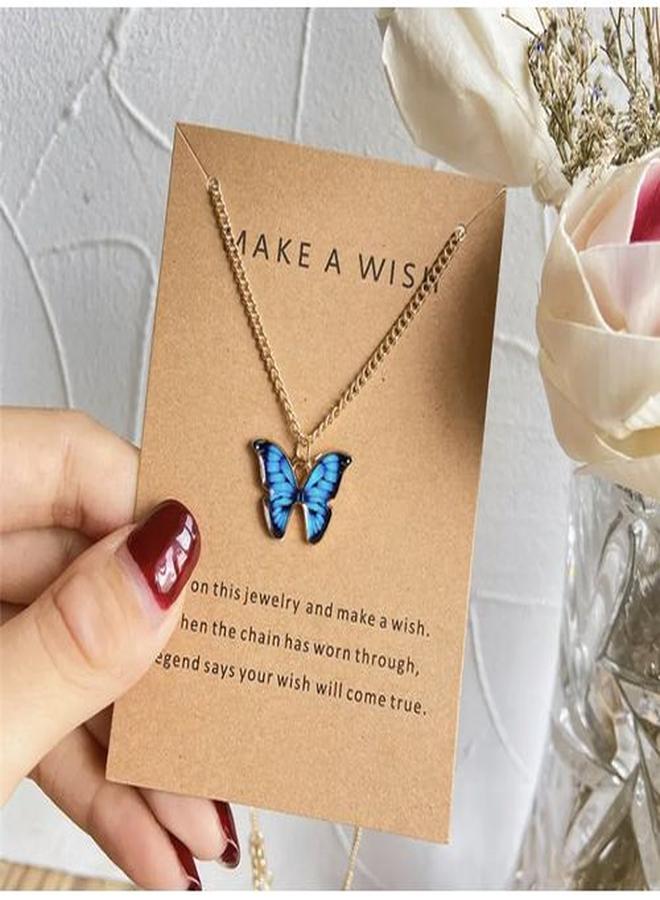 MAKE A WISH
on this jewelry and make a wish.
hen the chain has worn through,
egend says your wish will come true.